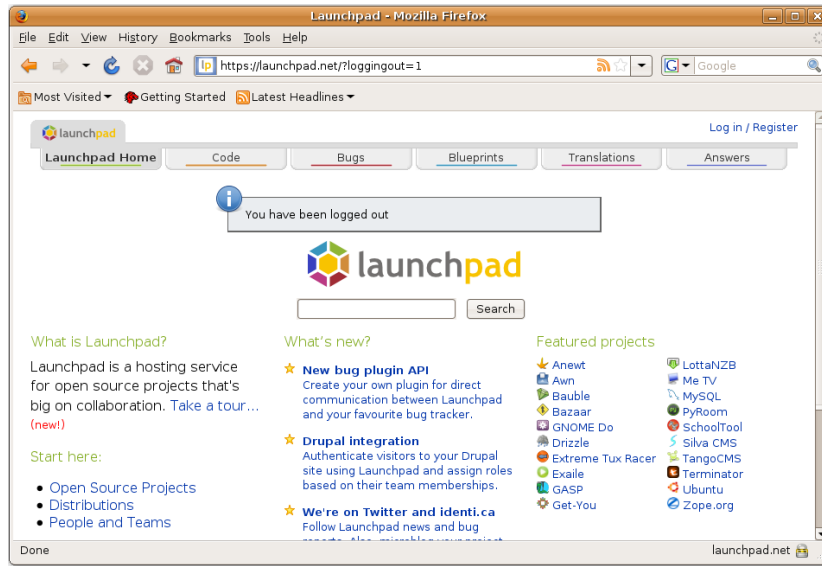 Launchpad - Mozilla Firefox
File Edit View History Bookmarks Tools Help
lp https://launchpad.net/?loggingout=1 G Google
Most Visited Getting Started Latest Headlines
launchpad Log in / Register
Launchpad Home Code Bugs Blueprints Translations Answers
i You have been logged out
launchpad
Search
What is Launchpad?
Launchpad is a hosting service
for open source projects that's
big on collaboration. Take a tour...
(new!)
Start here:
Open Source Projects
Distributions
People and Teams
What's new?
New bug plugin API
Create your own plugin for direct
communication between Launchpad
and your favourite bug tracker.
Drupal integration
Authenticate visitors to your Drupal
site using Launchpad and assign roles
based on their team memberships.
We're on Twitter and identi.ca
Follow Launchpad news and bug
reports. Also, microblog your project
Featured projects
Anewt
Awn
Bauble
Bazaar
GNOME Do
Drizzle
Extreme Tux Racer
Exaile
GASP
Get-You
LottaNZB
Me TV
MySQL
PyRoom
SchoolTool
Silva CMS
TangoCMS
Terminator
Ubuntu
Zope.org
Done launchpad.net